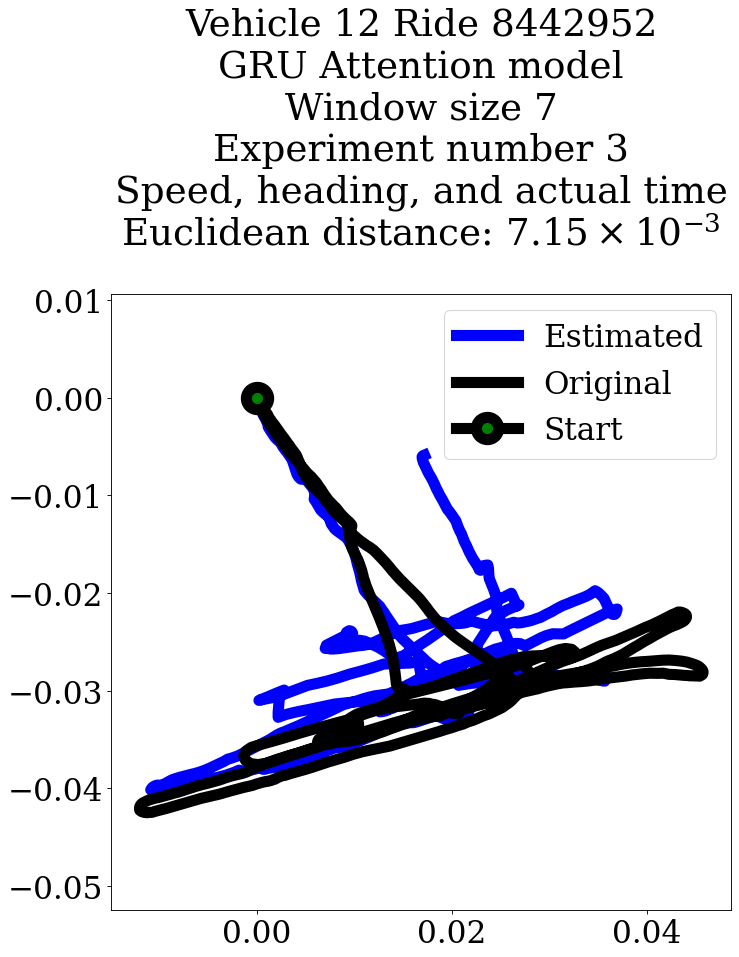 Vehicle 12 Ride 8442952
GRU Attention model
Window size 7
Experiment number 3
Speed, heading, and actual time
Euclidean distance: 7.15 × 10⁻³
0.01
0.00
−0.01
−0.02
−0.03
−0.04
−0.05
Estimated
Original
Start
0.00 0.02 0.04